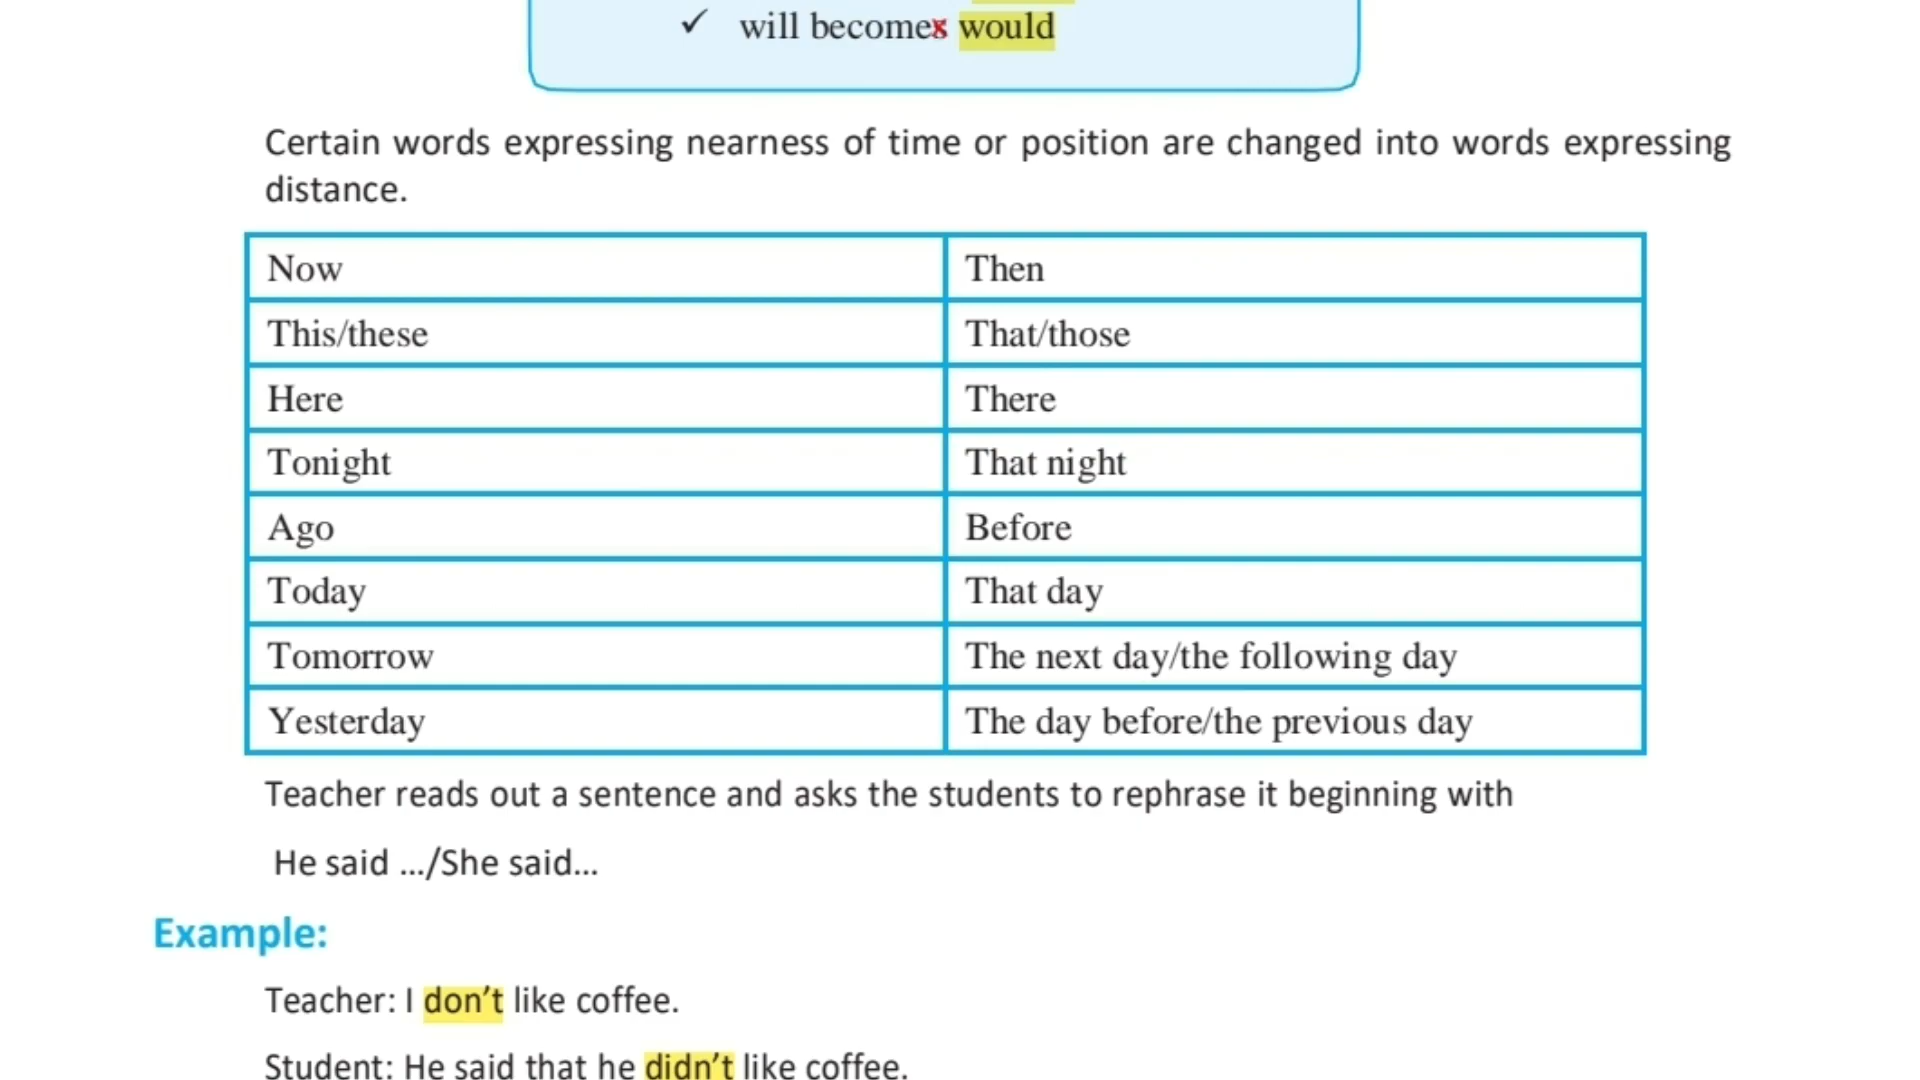 ✓ will becomes would
Certain words expressing nearness of time or position are changed into words expressing
distance.
Now Then
This/these That/those
Here There
Tonight That night
Ago Before
Today That day
Tomorrow The next day/the following day
Yesterday The day before/the previous day
Teacher reads out a sentence and asks the students to rephrase it beginning with
He said .../She said...
Example:
Teacher: I don't like coffee.
Student: He said that he didn't like coffee.